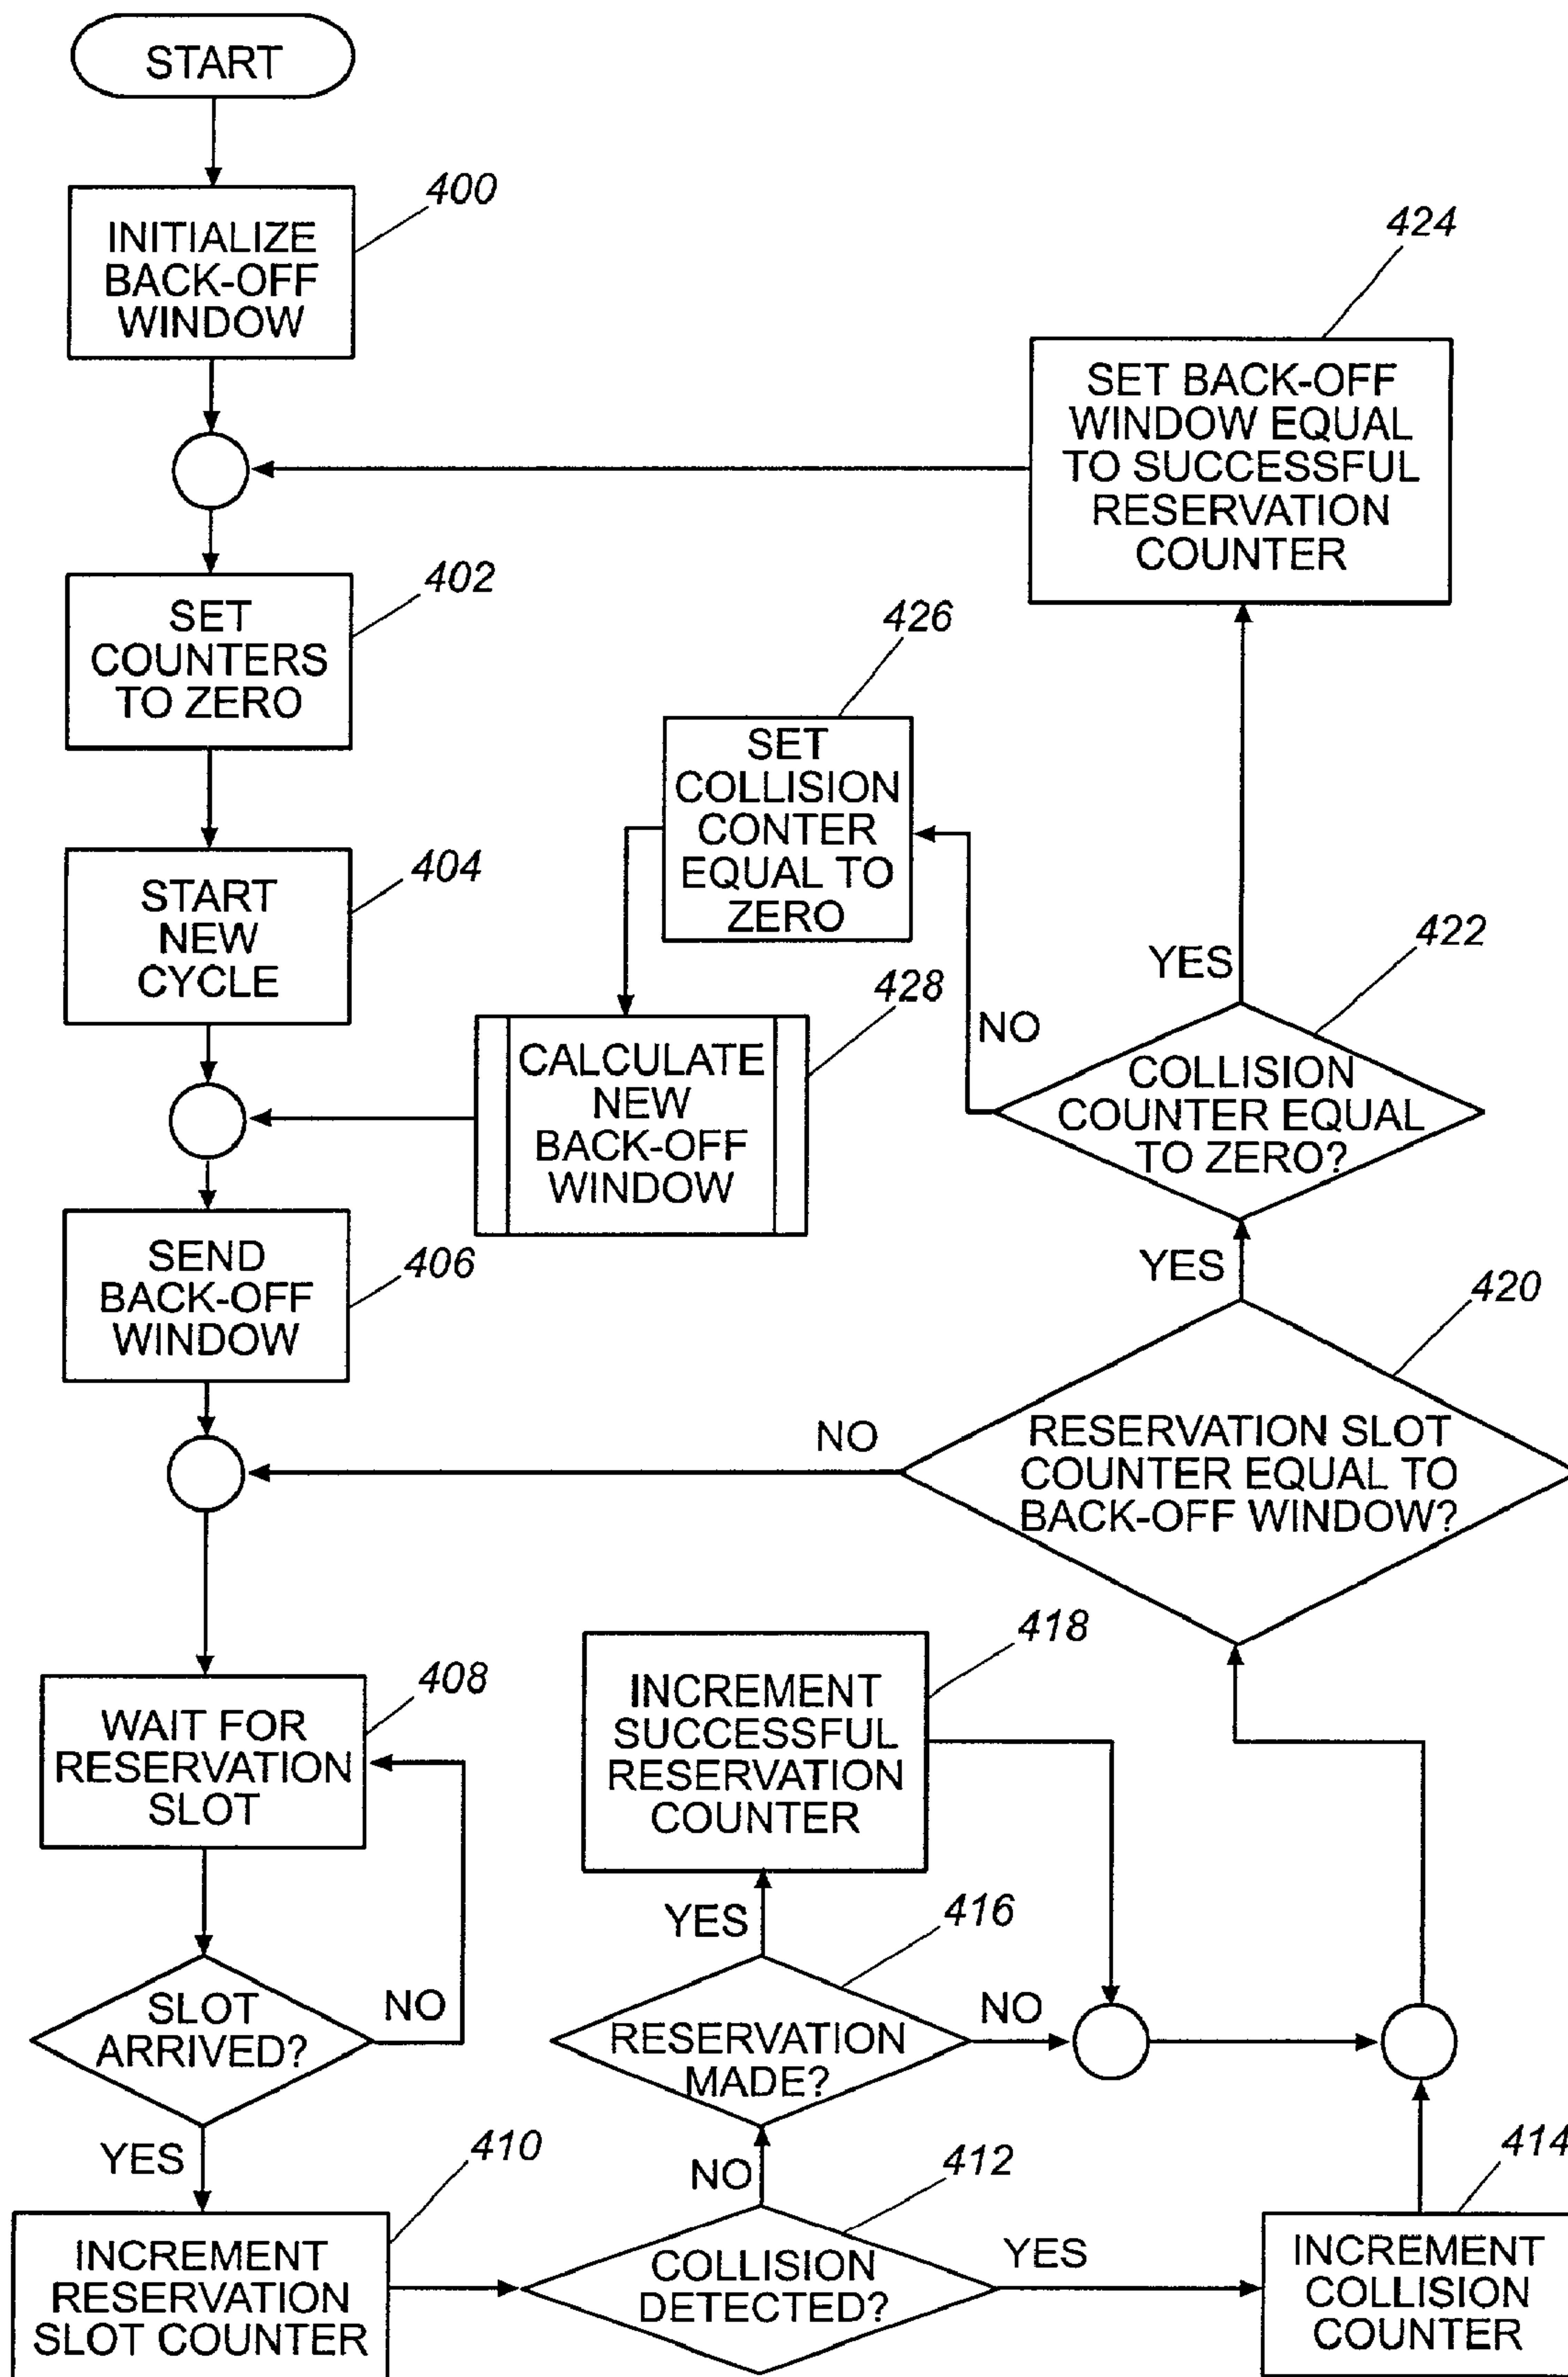 START
400
INITIALIZE
BACK-OFF
WINDOW
424
SET BACK-OFF
WINDOW EQUAL
TO SUCCESSFUL
RESERVATION
COUNTER
402
SET
COUNTERS
TO ZERO
426
SET
COLLISION
CONTER
EQUAL TO
ZERO
404
START
NEW
CYCLE
428
CALCULATE
NEW
BACK-OFF
WINDOW
YES
422
NO
COLLISION
COUNTER EQUAL
TO ZERO?
406
SEND
BACK-OFF
WINDOW
YES
420
NO
RESERVATION SLOT
COUNTER EQUAL TO
BACK-OFF WINDOW?
408
WAIT FOR
RESERVATION
SLOT
418
INCREMENT
SUCCESSFUL
RESERVATION
COUNTER
YES
416
SLOT
ARRIVED?
NO
RESERVATION
MADE?
NO
YES
410
INCREMENT
RESERVATION
SLOT COUNTER
NO
412
COLLISION
DETECTED?
YES
414
INCREMENT
COLLISION
COUNTER